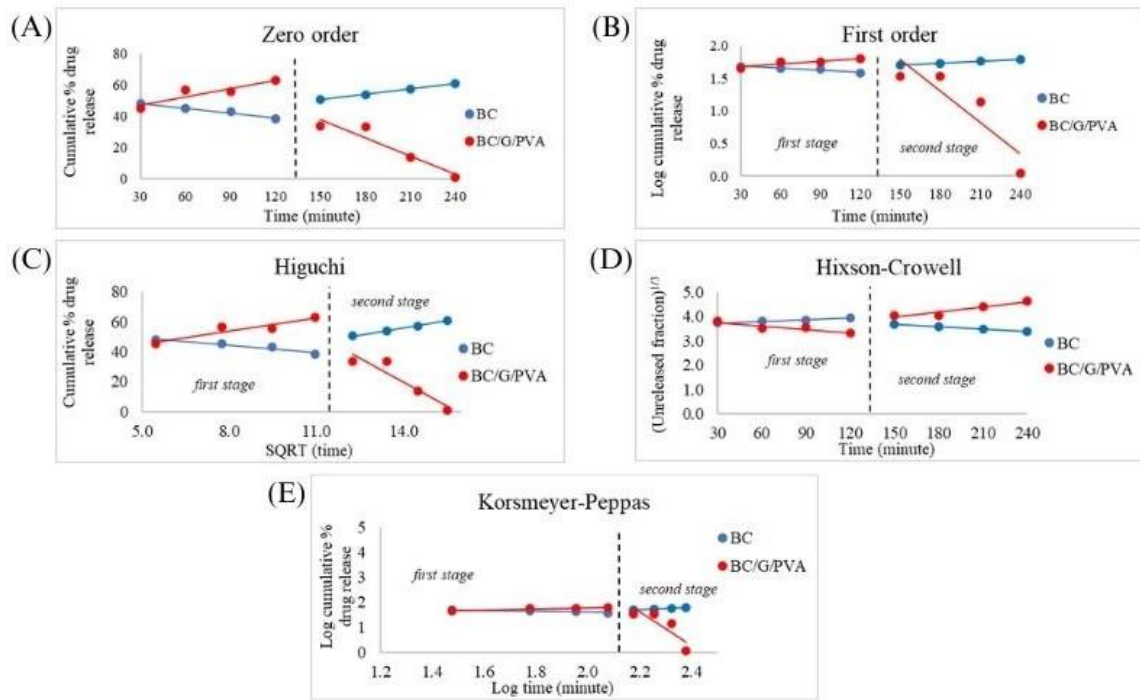 (A)
Zero order
Cumulative % drug
release
80
60
40
20
0
30 60 90 120 150 180 210 240
Time (minute)
BC
BC/G/PVA
(B)
First order
Log cumulative % drug
release
2.0
1.5
1.0
0.5
0.0
first stage
second stage
30 60 90 120 150 180 210 240
Time (minute)
BC
BC/G/PVA
(C)
Higuchi
Cumulative % drug
release
80
60
40
20
0
second stage
first stage
5.0 8.0 11.0 14.0
SQRT (time)
BC
BC/G/PVA
(D)
Hixson-Crowell
(Unreleased fraction)1/3
5.0
4.0
3.0
2.0
1.0
0.0
first stage
second stage
30 60 90 120 150 180 210 240
Time (minute)
BC
BC/G/PVA
(E)
Korsmeyer-Peppas
Log cumulative %
drug release
5
4
3
2
1
0
first stage
second stage
1.2 1.4 1.6 1.8 2.0 2.2 2.4
Log time (minute)
BC
BC/G/PVA